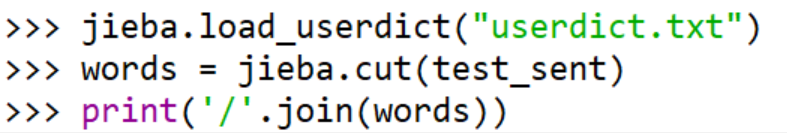 >>> jieba.load_userdict("userdict.txt")
>>> words = jieba.cut(test_sent)
>>> print('/'.join(words))